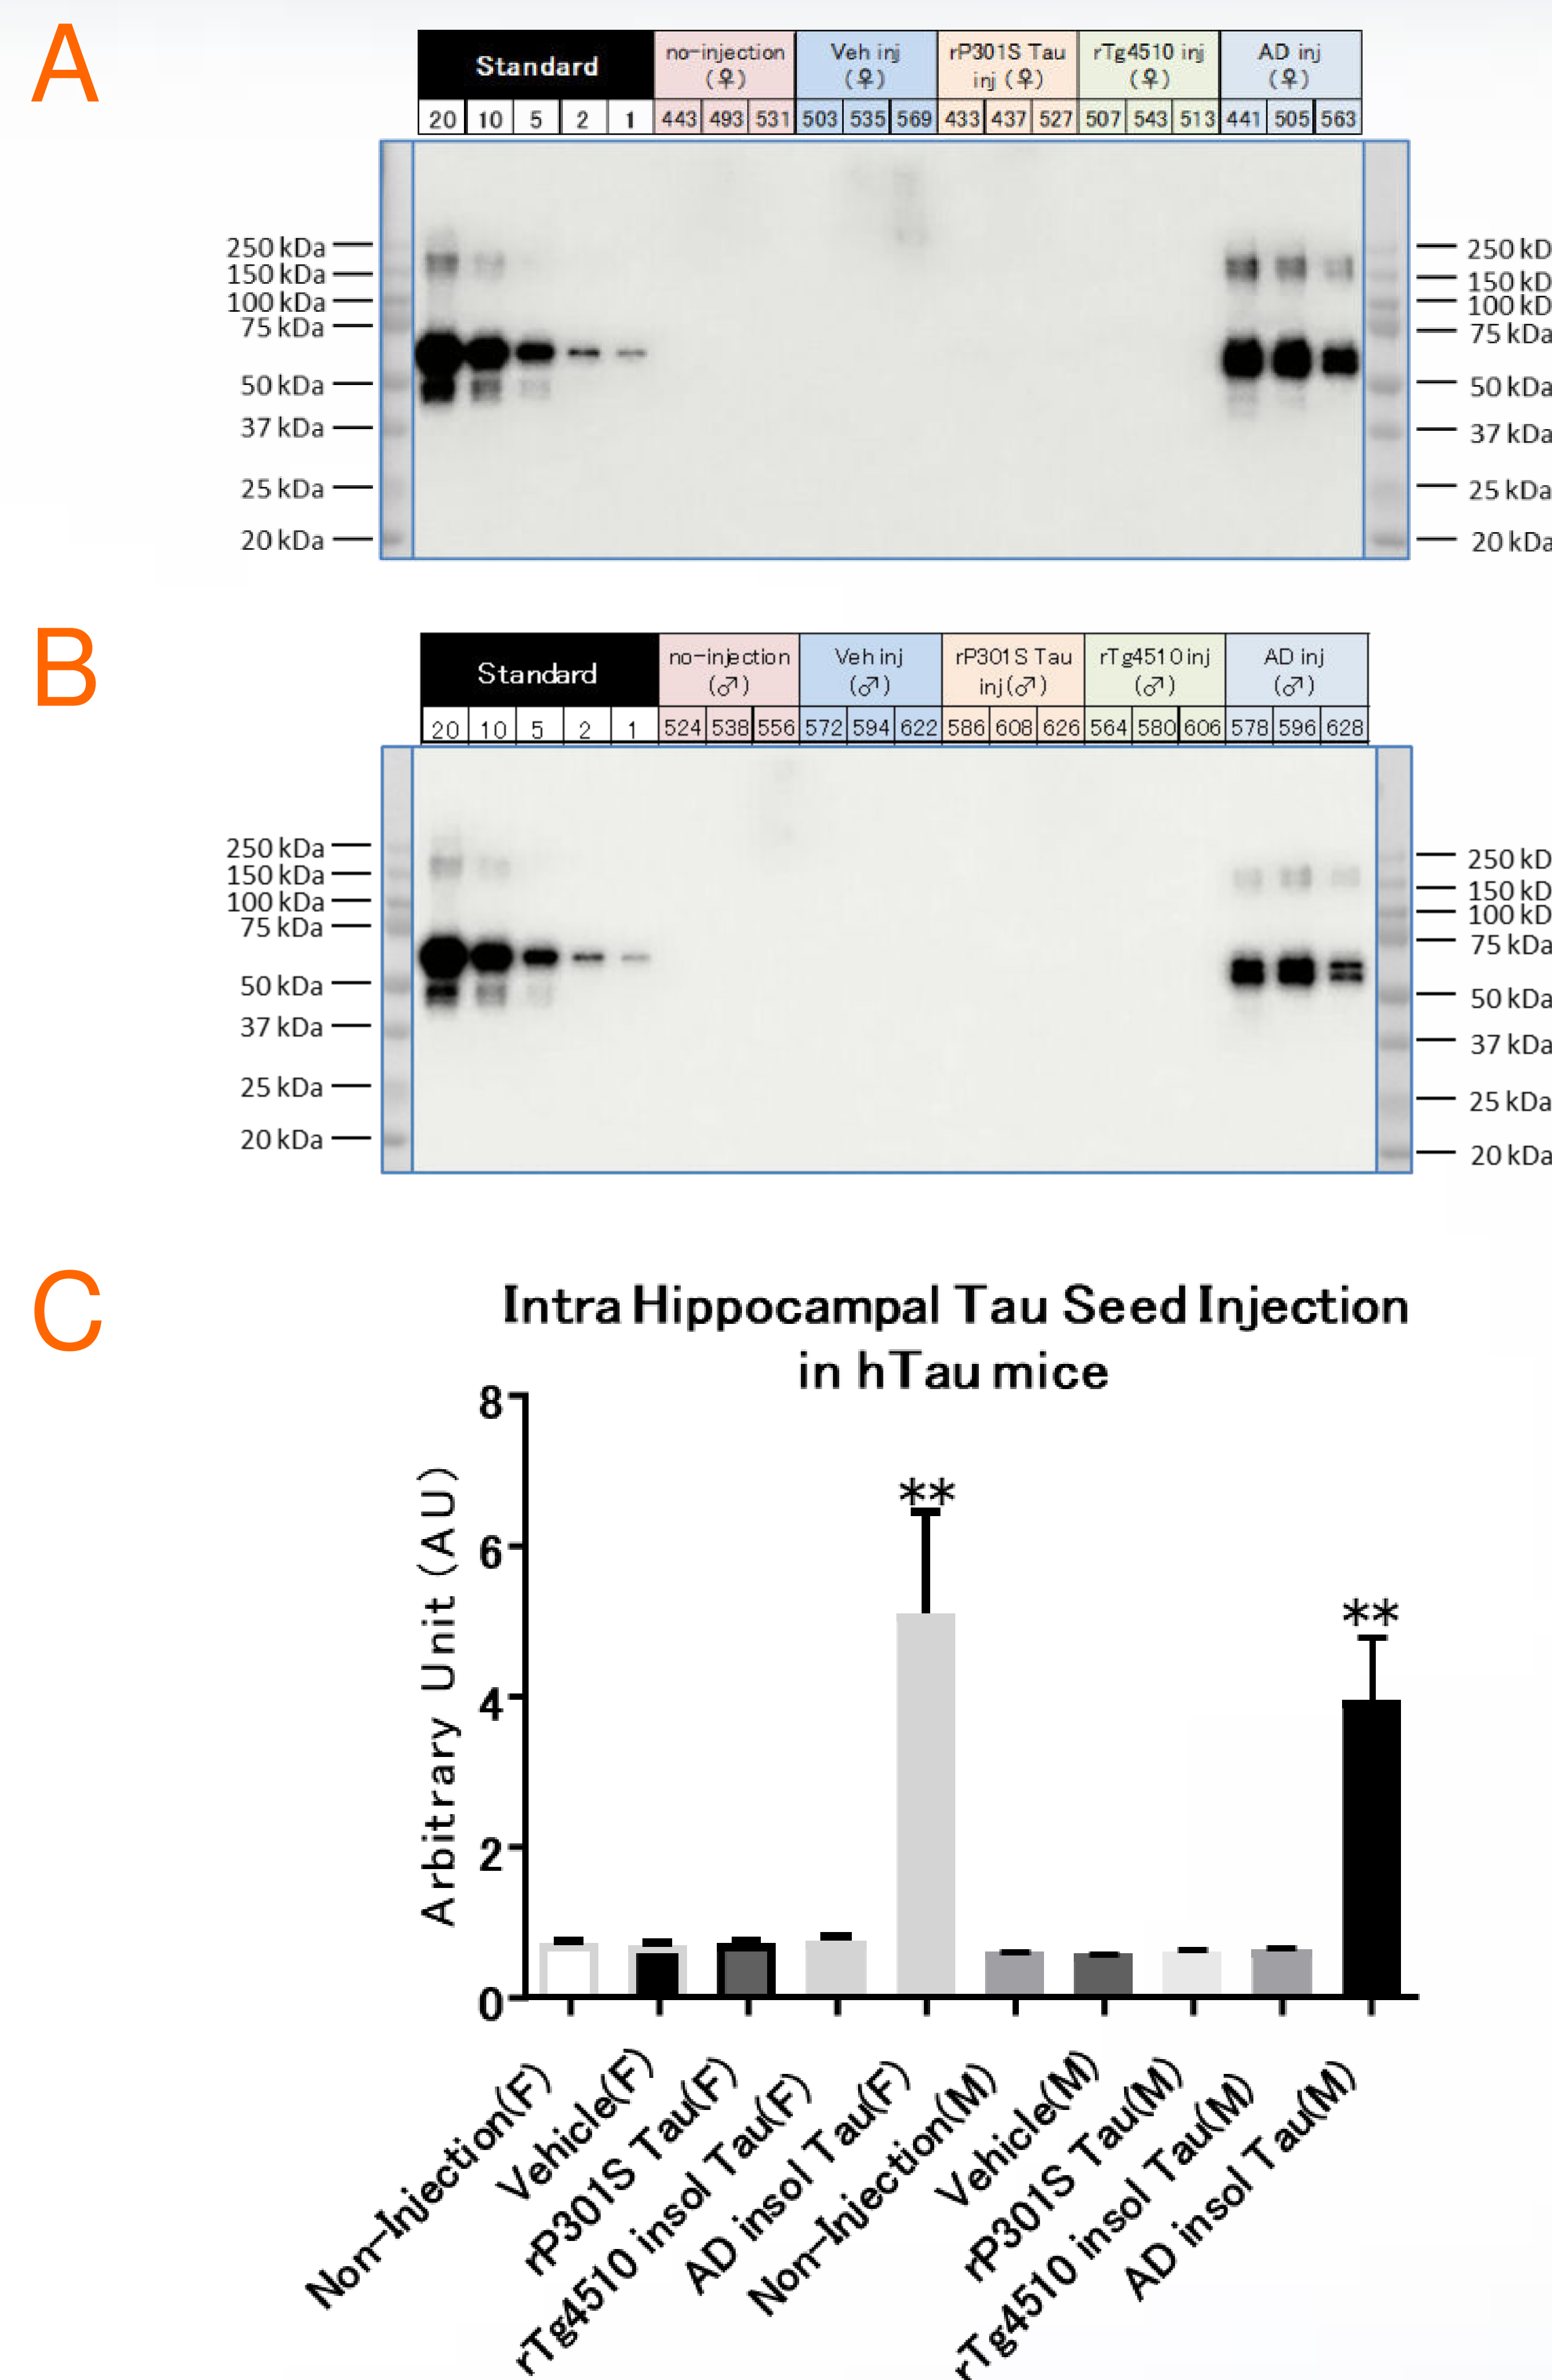 A
Standard
no-injection (♀)
Veh inj (♀)
rP301S Tau inj (♀)
rTg4510 inj (♀)
AD inj (♀)
20 10 5 2 1 443 493 531 503 535 569 433 437 527 507 543 513 441 505 563
250 kDa
150 kDa
100 kDa
75 kDa
50 kDa
37 kDa
25 kDa
20 kDa
250 kD
150 kD
100 kD
75 kDa
50 kDa
37 kDa
25 kDa
20 kDa
B
Standard
no-injection (♂)
Veh inj (♂)
rP301S Tau inj(♂)
rTg4510 inj (♂)
AD inj (♂)
20 10 5 2 1 524 538 556 572 594 622 586 608 626 564 580 606 578 596 628
250 kDa
150 kDa
100 kDa
75 kDa
50 kDa
37 kDa
25 kDa
20 kDa
250 kD
150 kD
100 kD
75 kDa
50 kDa
37 kDa
25 kDa
20 kDa
C
Intra Hippocampal Tau Seed Injection
in hTau mice
Arbitrary Unit (AU)
8
6
4
2
0
**
**
Non-Injection(F)
Vehicle(F)
rP301S Tau(F)
rTg4510 insol Tau(F)
AD insol Tau(F)
Non-Injection(M)
Vehicle(M)
rP301S Tau(M)
rTg4510 insol Tau(M)
AD insol Tau(M)